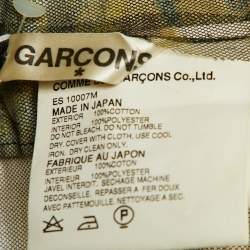 GARÇONS
*
COMME GARÇONS Co.,Ltd.
ES 10007M
MADE IN JAPAN
EXTERIOR 100%COTTON
INTERIOR 100%POLYESTER
DO NOT BLEACH. DO NOT TUMBLE
DRY. COVER WITH CLOTH, USE COOL
IRON. DRY CLEAN.
FABRIQUE AU JAPON
EXTERIEUR 100%COTON
INTERIEUR 100%POLYESTER
JAVEL INTERDIT. SECHAGE MACHINE
DECONSEILLE. REPASSER A FER DOUX
AVEC PATTEMOUILLE. NETTOYAGE A SEC.
P